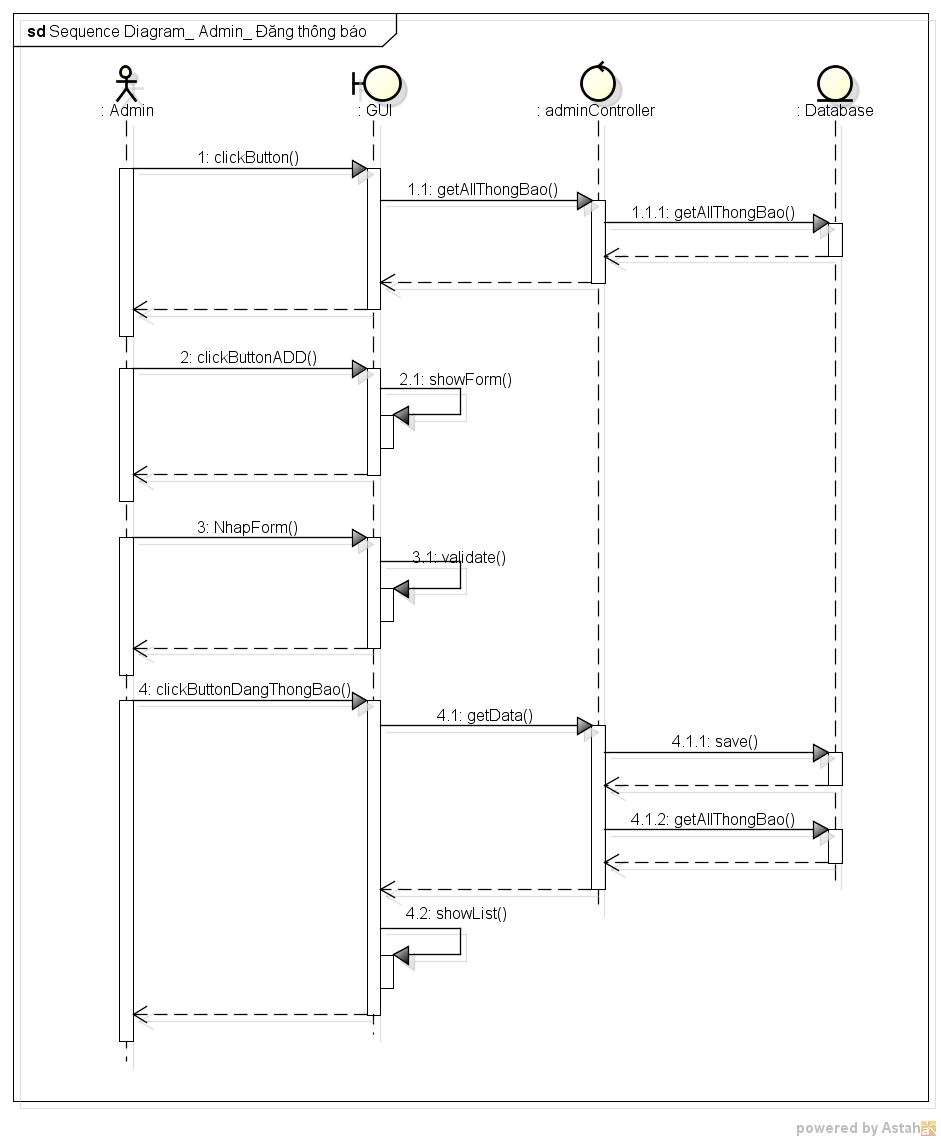 sd Sequence Diagram_ Admin_ Đăng thông báo
: Admin
: GUI
: adminController
: Database
1: clickButton()
1.1: getAllThongBao()
1.1.1: getAllThongBao()
2: clickButtonADD()
2.1: showForm()
3: NhapForm()
3.1: validate()
4: clickButtonDangThongBao()
4.1: getData()
4.1.1: save()
4.1.2: getAllThongBao()
4.2: showList()
powered by Astah